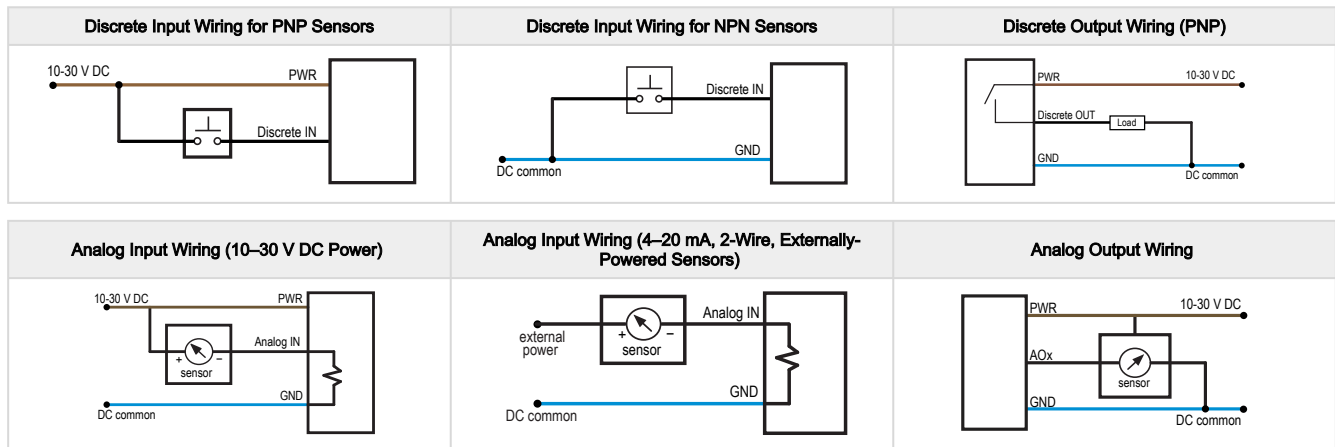 Discrete Input Wiring for PNP Sensors
Discrete Input Wiring for NPN Sensors
Discrete Output Wiring (PNP)
10-30 V DC
PWR
Discrete IN
Discrete IN
GND
DC common
PWR
10-30 V DC
Discrete OUT
Load
GND
DC common
Analog Input Wiring (10–30 V DC Power)
Analog Input Wiring (4–20 mA, 2-Wire, Externally-
Powered Sensors)
Analog Output Wiring
10-30 V DC
PWR
Analog IN
+ –
sensor
GND
DC common
Analog IN
external
power
+ –
sensor
GND
DC common
PWR
10-30 V DC
AOx
sensor
GND
DC common